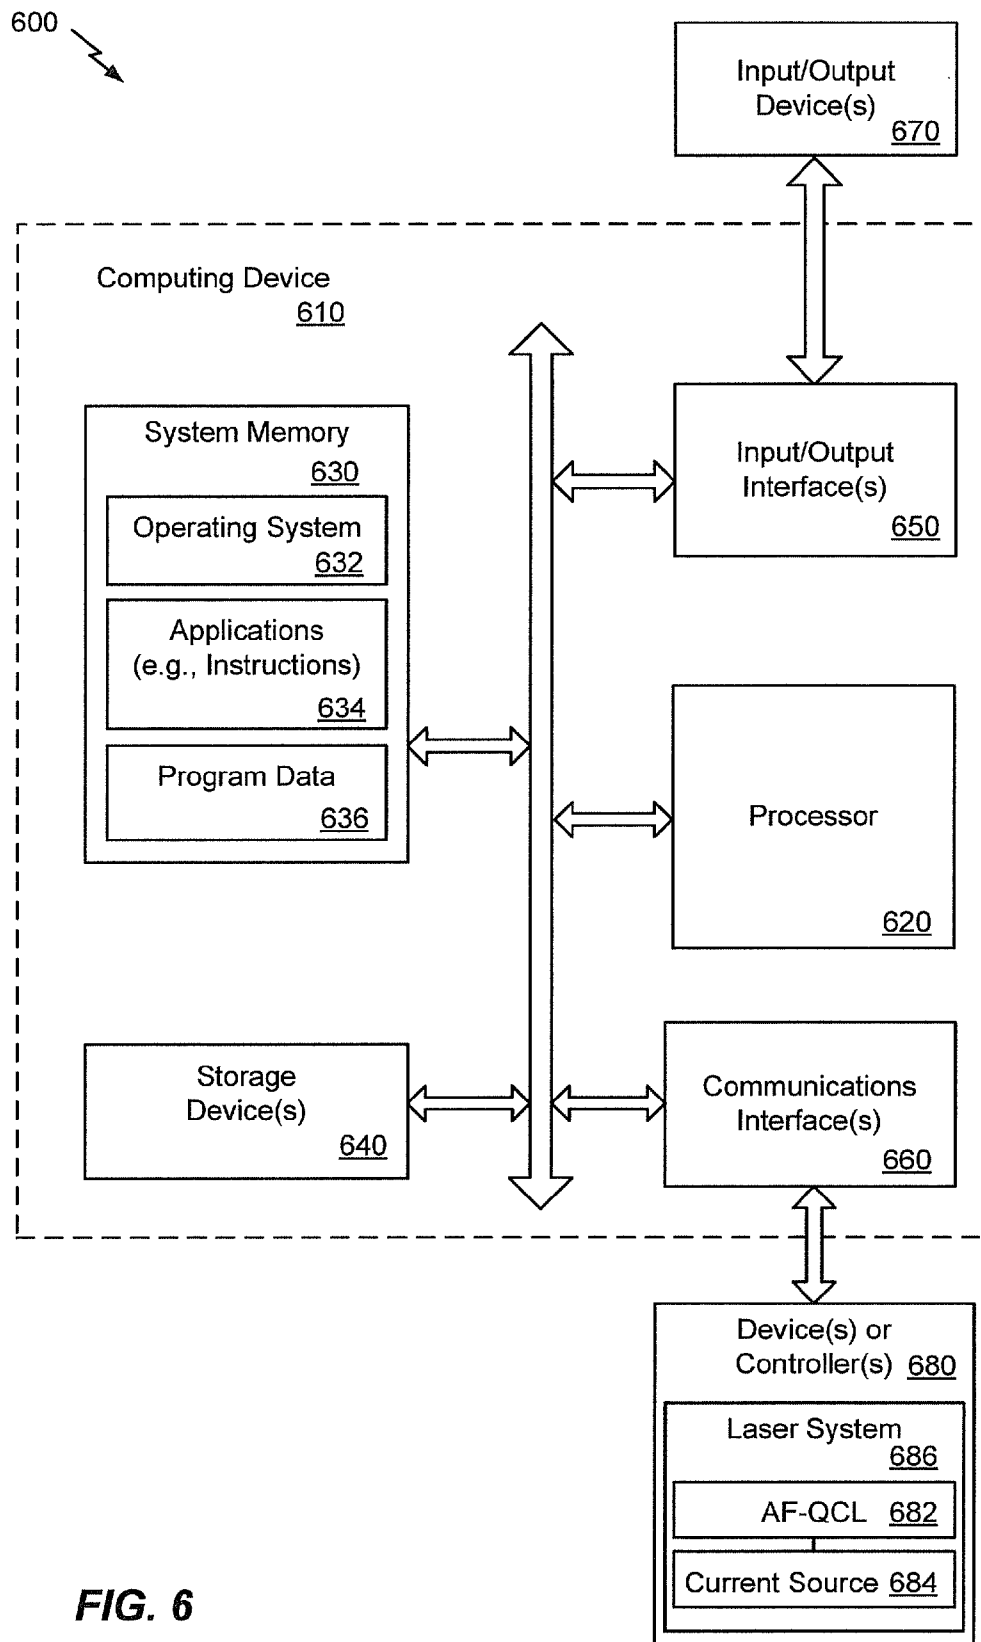 600
Input/Output
Device(s)
670
Computing Device
610
System Memory
630
Operating System
632
Applications
(e.g., Instructions)
634
Program Data
636
Input/Output
Interface(s)
650
Processor
620
Storage
Device(s)
640
Communications
Interface(s)
660
Device(s) or
Controller(s) 680
Laser System
686
AF-QCL 682
Current Source 684
FIG. 6